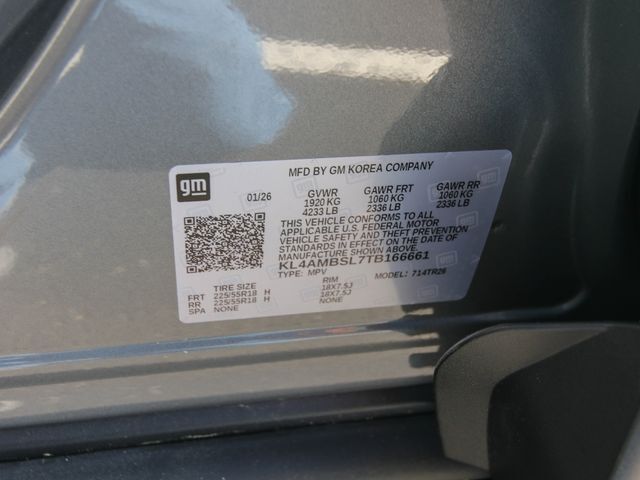 gm
MFD BY GM KOREA COMPANY
01/26 GVWR GAWR FRT GAWR RR
1920 KG 1060 KG 1060 KG
4233 LB 2336 LB 2336 LB
THIS VEHICLE CONFORMS TO ALL
APPLICABLE U.S. FEDERAL MOTOR
VEHICLE SAFETY AND THEFT PREVENTION
STANDARDS IN EFFECT ON THE DATE OF
MANUFACTURE SHOWN ABOVE.
KL4AMBSL7TB166661
TYPE: MPV MODEL: 714TR26
TIRE SIZE RIM
FRT 225/55R18 H 18X7.5J
RR 225/55R18 H 18X7.5J
SPA NONE NONE